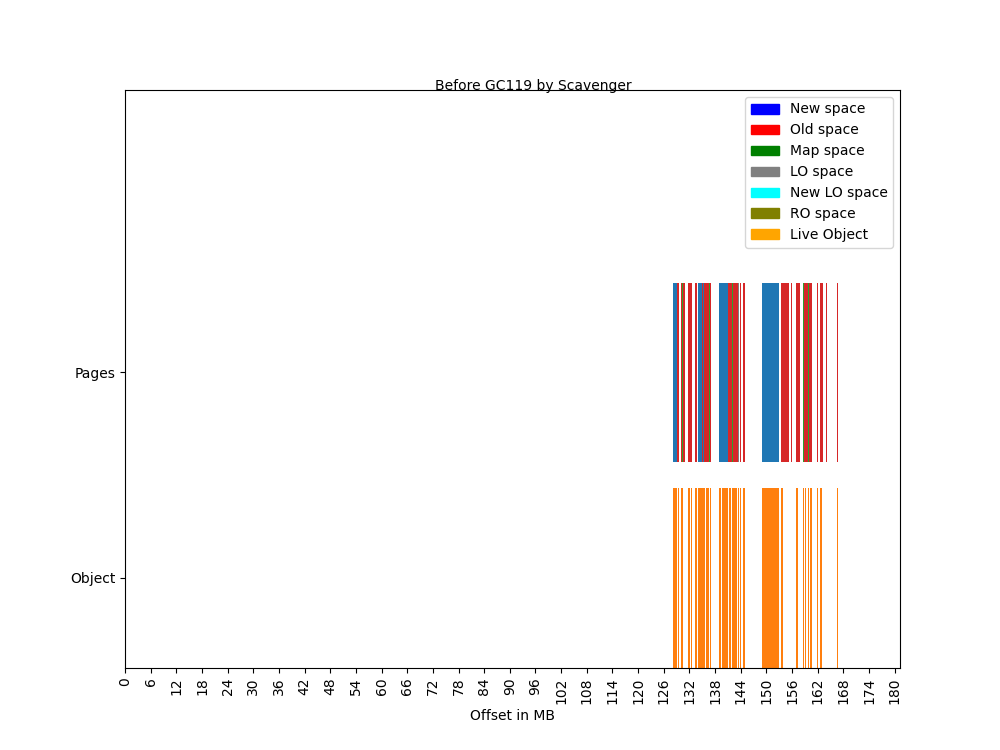 Before GC119 by Scavenger
New space
Old space
Map space
LO space
New LO space
RO space
Live Object
Pages
Object
0 6 12 18 24 30 36 42 48 54 60 66 72 78 84 90 96 102 108 114 120 126 132 138 144 150 156 162 168 174 180
Offset in MB